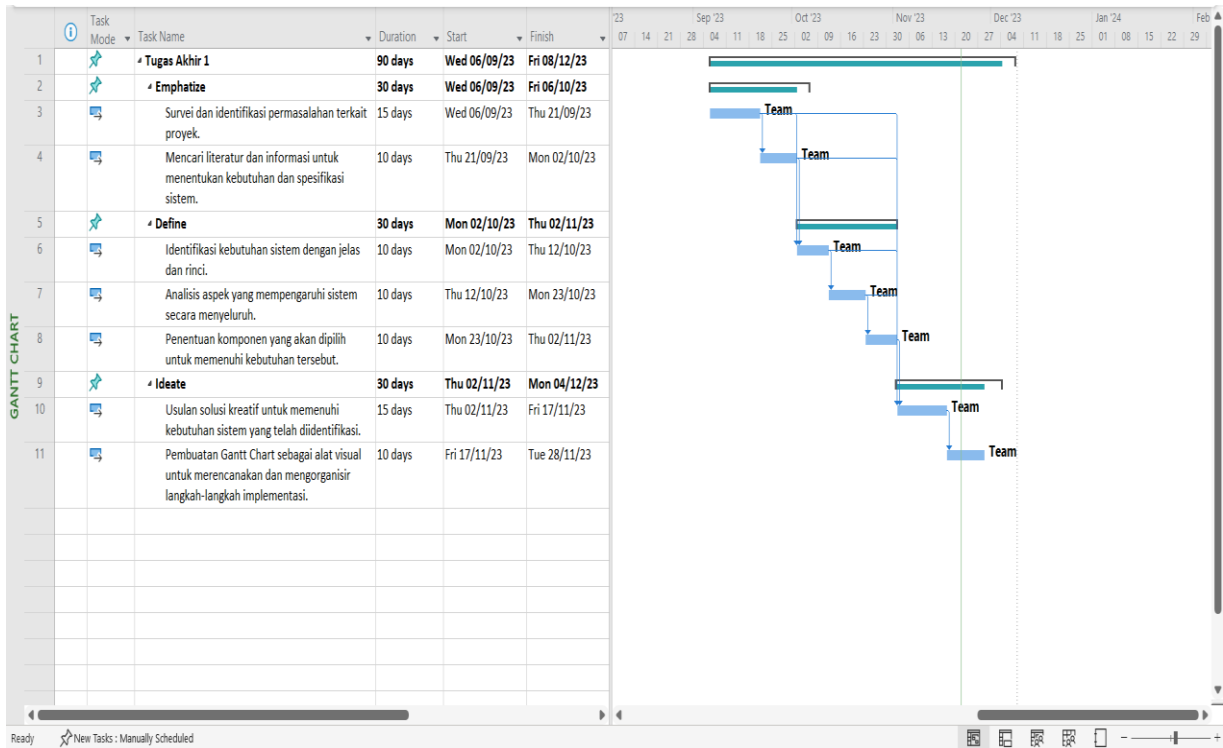 Task Mode Task Name Duration Start Finish
'23 Sep '23 Oct '23 Nov '23 Dec '23 Jan '24 Feb
07 14 21 28 04 11 18 25 02 09 16 23 30 06 13 20 27 04 11 18 25 01 08 15 22 29
1 Tugas Akhir 1 90 days Wed 06/09/23 Fri 08/12/23
2 Emphatize 30 days Wed 06/09/23 Fri 06/10/23
3 Survei dan identifikasi permasalahan terkait 15 days Wed 06/09/23 Thu 21/09/23 Team
proyek.
4 Mencari literatur dan informasi untuk 10 days Thu 21/09/23 Mon 02/10/23 Team
menentukan kebutuhan dan spesifikasi
sistem.
5 Define 30 days Mon 02/10/23 Thu 02/11/23
6 Identifikasi kebutuhan sistem dengan jelas 10 days Mon 02/10/23 Thu 12/10/23 Team
dan rinci.
7 Analisis aspek yang mempengaruhi sistem 10 days Thu 12/10/23 Mon 23/10/23 Team
secara menyeluruh.
8 Penentuan komponen yang akan dipilih 10 days Mon 23/10/23 Thu 02/11/23 Team
untuk memenuhi kebutuhan tersebut.
9 Ideate 30 days Thu 02/11/23 Mon 04/12/23
10 Usulan solusi kreatif untuk memenuhi 15 days Thu 02/11/23 Fri 17/11/23 Team
kebutuhan sistem yang telah diidentifikasi.
11 Pembuatan Gantt Chart sebagai alat visual 10 days Fri 17/11/23 Tue 28/11/23 Team
untuk merencanakan dan mengorganisir
langkah-langkah implementasi.
GANTT CHART
Ready New Tasks : Manually Scheduled